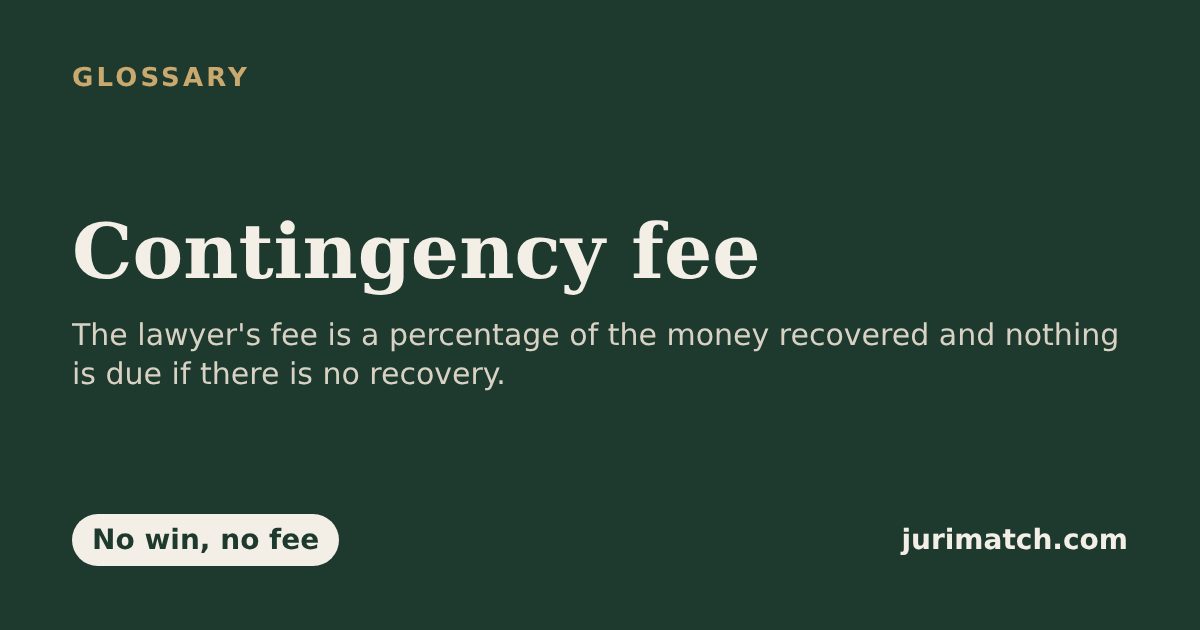 GLOSSARY
Contingency fee
The lawyer's fee is a percentage of the money recovered and nothing
is due if there is no recovery.
No win, no fee
jurimatch.com